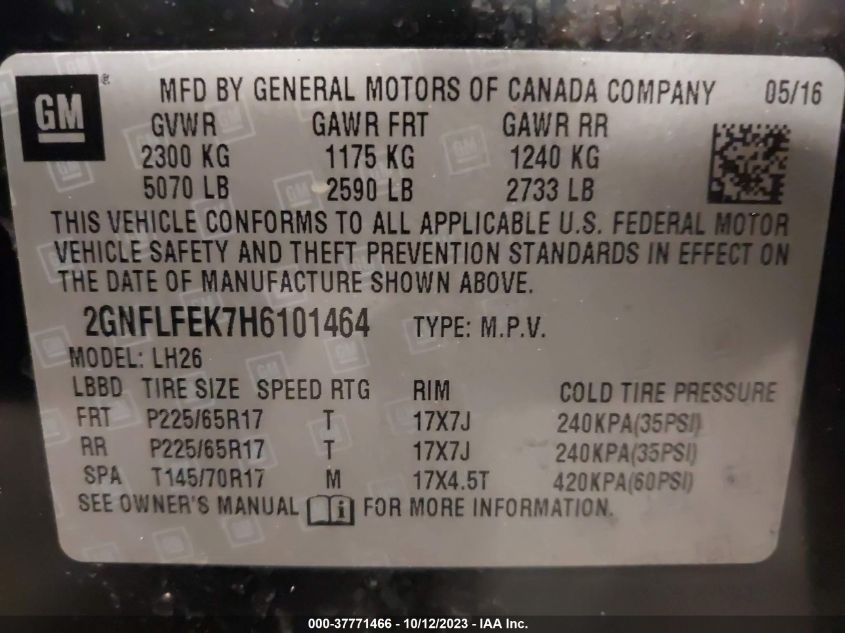 GM ® MFD BY GENERAL MOTORS OF CANADA COMPANY 05/16
GVWR GAWR FRT GAWR RR
2300 KG 1175 KG 1240 KG
5070 LB 2590 LB 2733 LB
THIS VEHICLE CONFORMS TO ALL APPLICABLE U.S. FEDERAL MOTOR
VEHICLE SAFETY AND THEFT PREVENTION STANDARDS IN EFFECT ON
THE DATE OF MANUFACTURE SHOWN ABOVE.
2GNFLFEK7H6101464 TYPE: M.P.V.
MODEL: LH26
LBBD TIRE SIZE SPEED RTG RIM COLD TIRE PRESSURE
FRT P225/65R17 T 17X7J 240KPA(35PSI)
RR P225/65R17 T 17X7J 240KPA(35PSI)
SPA T145/70R17 M 17X4.5T 420KPA(60PSI)
SEE OWNER'S MANUAL i FOR MORE INFORMATION.
000-37771466 - 10/12/2023 - IAA Inc.